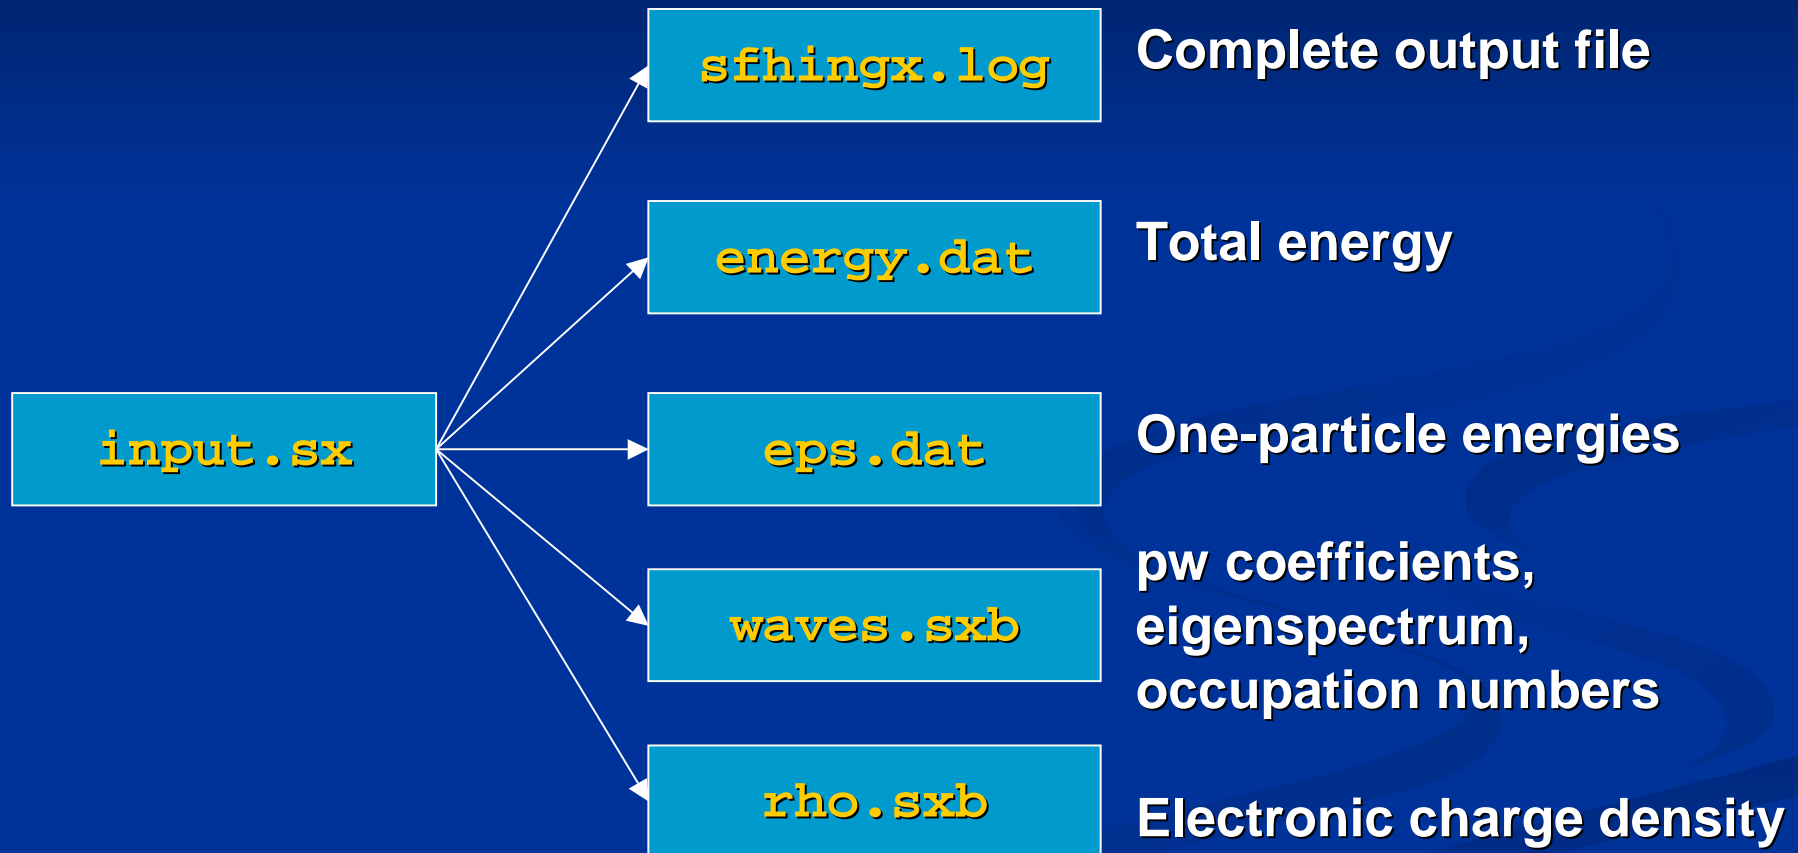 sfhingx.log
Complete output file
energy.dat
Total energy
input.sx
eps.dat
One-particle energies
waves.sxb
pw coefficients,
eigenspectrum,
occupation numbers
rho.sxb
Electronic charge density